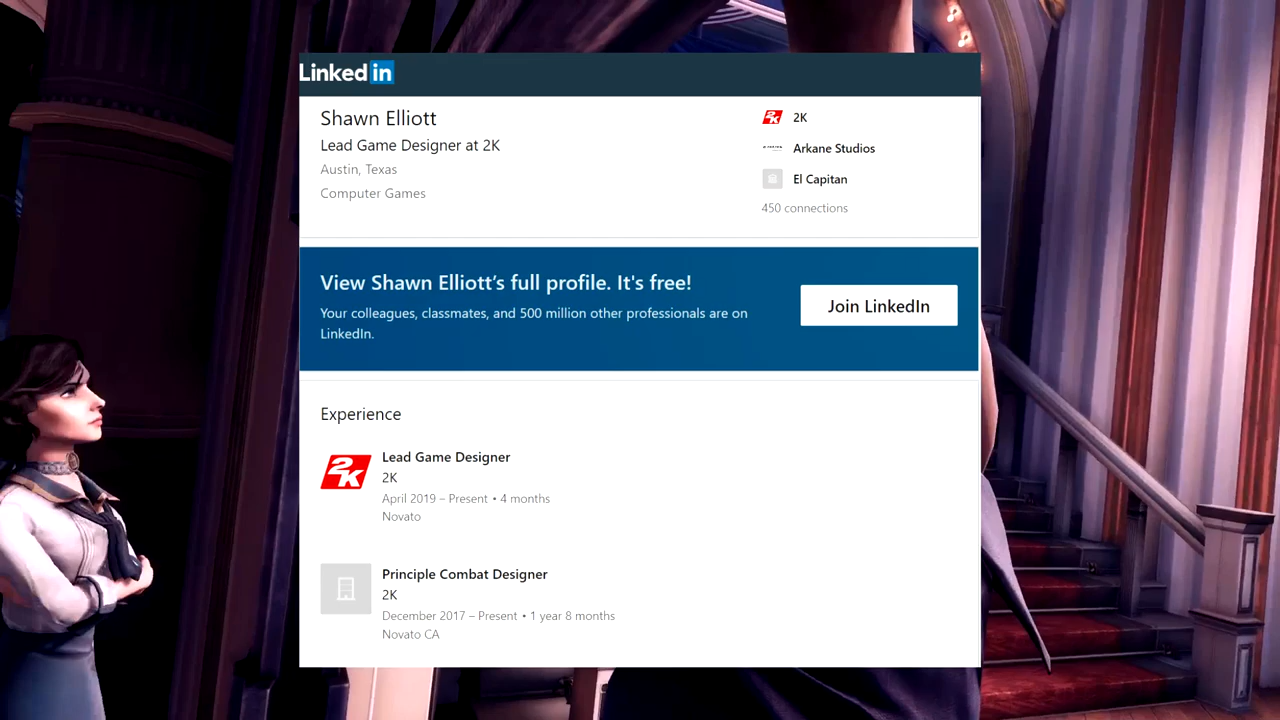 LinkedIn
Shawn Elliott
Lead Game Designer at 2K
Austin, Texas
Computer Games
2K
2K
Arkane Studios
El Capitan
450 connections
View Shawn Elliott's full profile. It's free!
Your colleagues, classmates, and 500 million other professionals are on
LinkedIn.
Join LinkedIn
Experience
2K
Lead Game Designer
2K
April 2019 – Present • 4 months
Novato
Principle Combat Designer
2K
December 2017 – Present • 1 year 8 months
Novato CA